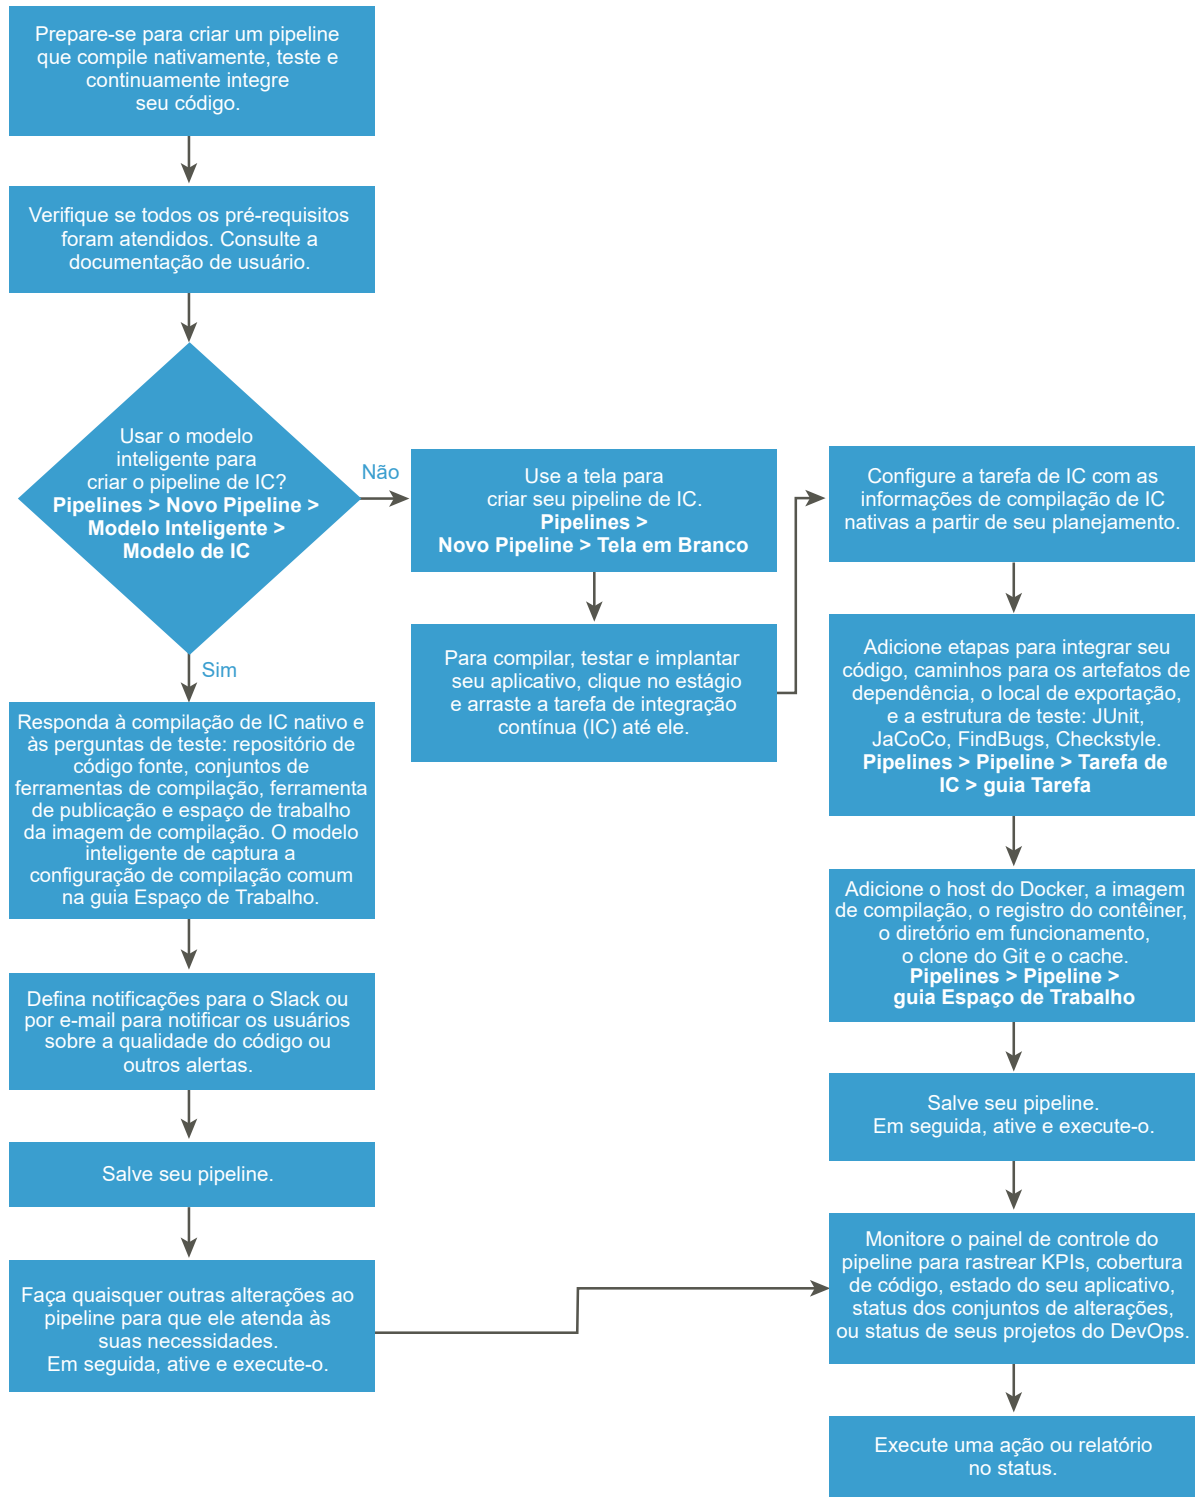 Prepare-se para criar um pipeline
que compile nativamente, teste e
continuamente integre
seu código.
Verifique se todos os pré-requisitos
foram atendidos. Consulte a
documentação de usuário.
Usar o modelo
inteligente para
criar o pipeline de IC?
Pipelines > Novo Pipeline >
Modelo Inteligente >
Modelo de IC
Não
Sim
Responda à compilação de IC nativo e
às perguntas de teste: repositório de
código fonte, conjuntos de
ferramentas de compilação, ferramenta
de publicação e espaço de trabalho
da imagem de compilação. O modelo
inteligente de captura a
configuração de compilação comum
na guia Espaço de Trabalho.
Defina notificações para o Slack ou
por e-mail para notificar os usuários
sobre a qualidade do código ou
outros alertas.
Salve seu pipeline.
Faça quaisquer outras alterações ao
pipeline para que ele atenda às
suas necessidades.
Em seguida, ative e execute-o.
Use a tela para
criar seu pipeline de IC.
Pipelines >
Novo Pipeline > Tela em Branco
Para compilar, testar e implantar
seu aplicativo, clique no estágio
e arraste a tarefa de integração
contínua (IC) até ele.
Configure a tarefa de IC com as
informações de compilação de IC
nativas a partir de seu planejamento.
Adicione etapas para integrar seu
código, caminhos para os artefatos de
dependência, o local de exportação,
e a estrutura de teste: JUnit,
JaCoCo, FindBugs, Checkstyle.
Pipelines > Pipeline > Tarefa de
IC > guia Tarefa
Adicione o host do Docker, a imagem
de compilação, o registro do contêiner,
o diretório em funcionamento,
o clone do Git e o cache.
Pipelines > Pipeline >
guia Espaço de Trabalho
Salve seu pipeline.
Em seguida, ative e execute-o.
Monitore o painel de controle do
pipeline para rastrear KPIs, cobertura
de código, estado do seu aplicativo,
status dos conjuntos de alterações,
ou status de seus projetos do DevOps.
Execute uma ação ou relatório
no status.